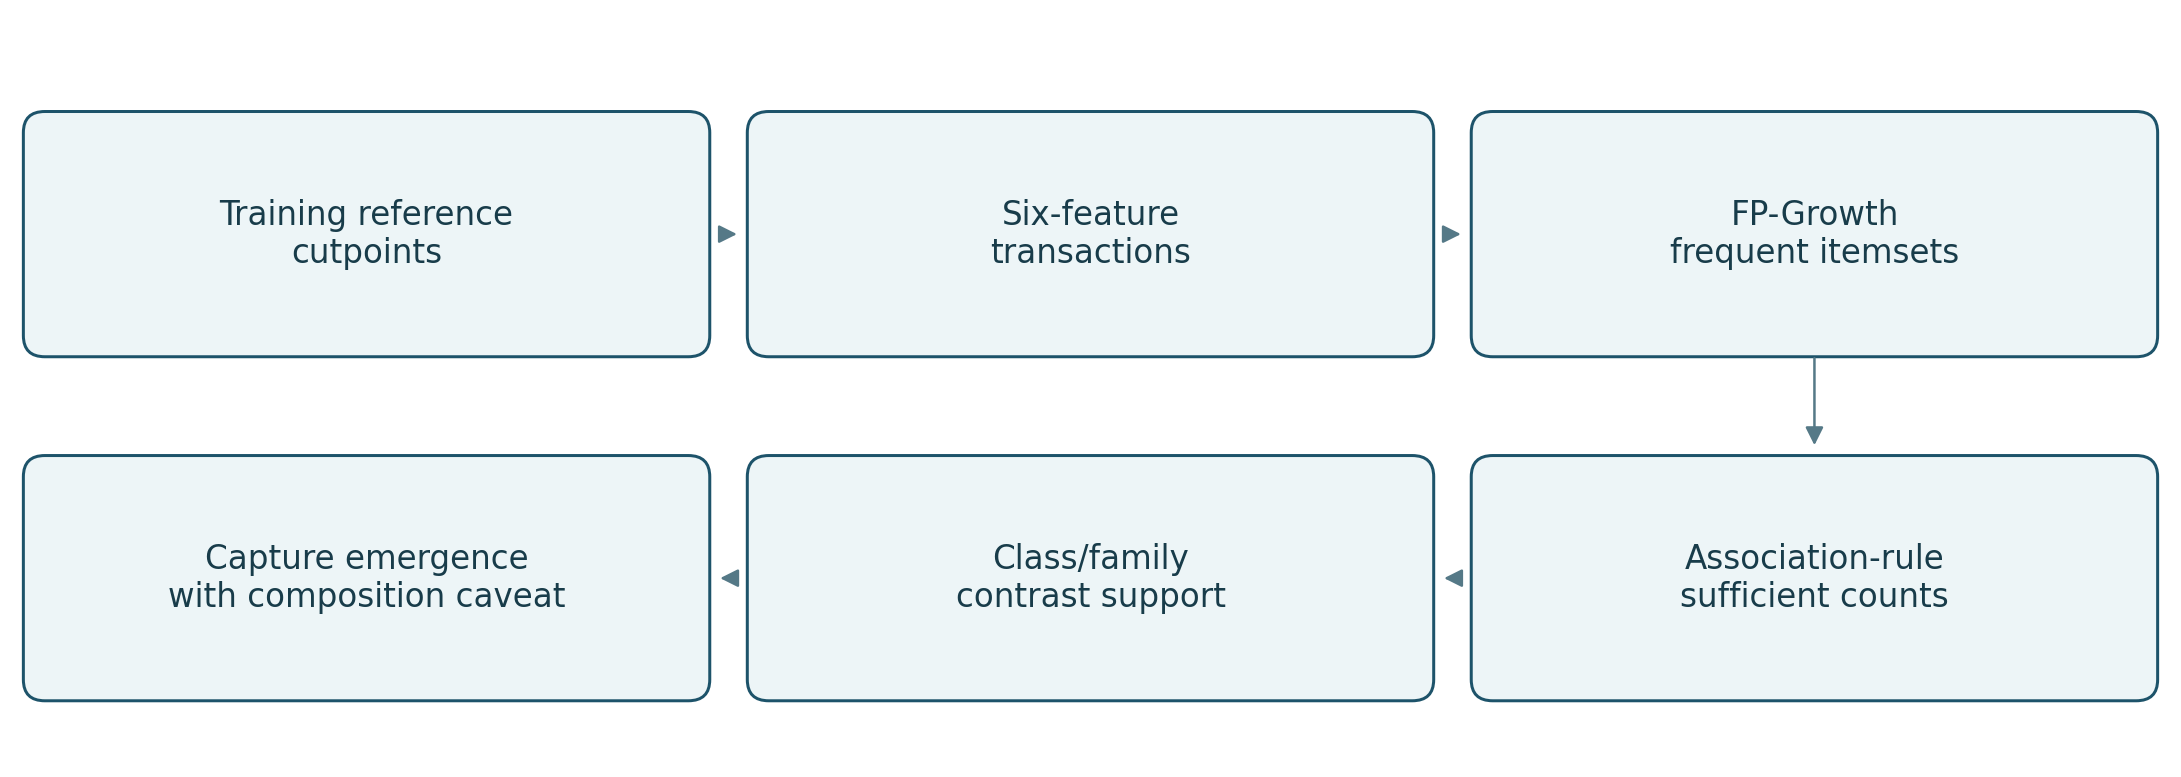 Training reference
cutpoints
Six-feature
transactions
FP-Growth
frequent itemsets
Association-rule
sufficient counts
Class/family
contrast support
Capture emergence
with composition caveat